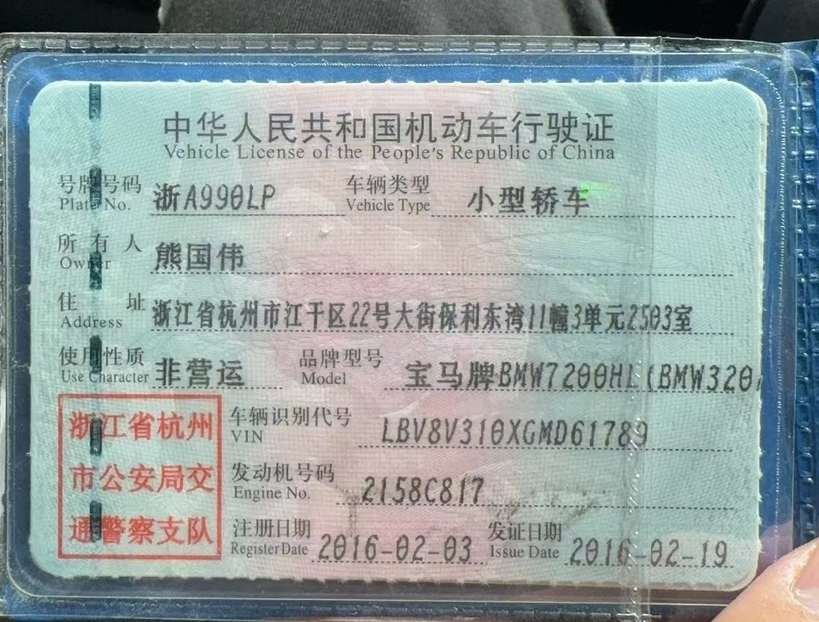 中华人民共和国机动车行驶证
Vehicle License of the People's Republic of China
号牌号码 浙A990LP 车辆类型 小型轿车
Plate No. Vehicle Type
所有人 熊国伟
Owner
住址 浙江省杭州市江干区22号大街保利东湾11幢3单元2503室
Address
使用性质 非营运 品牌型号 宝马牌BMW7200HL(BMW320
Use Character Model
浙江省杭州
市公安局交
通警察支队
车辆识别代号 LBV8V310XGMD61789
VIN
发动机号码 2158C817
Engine No.
注册日期 2016-02-03 发证日期 2016-02-19
Register Date Issue Date